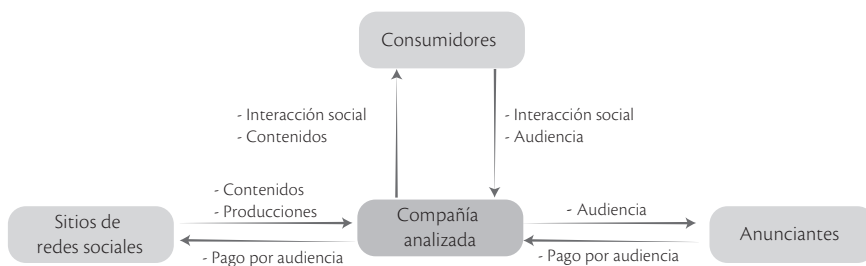 Consumidores
- Interacción social
- Contenidos
- Interacción social
- Audiencia
- Contenidos
- Producciones
Sitios de
redes sociales
- Pago por audiencia
Compañía
analizada
- Audiencia
- Pago por audiencia
Anunciantes